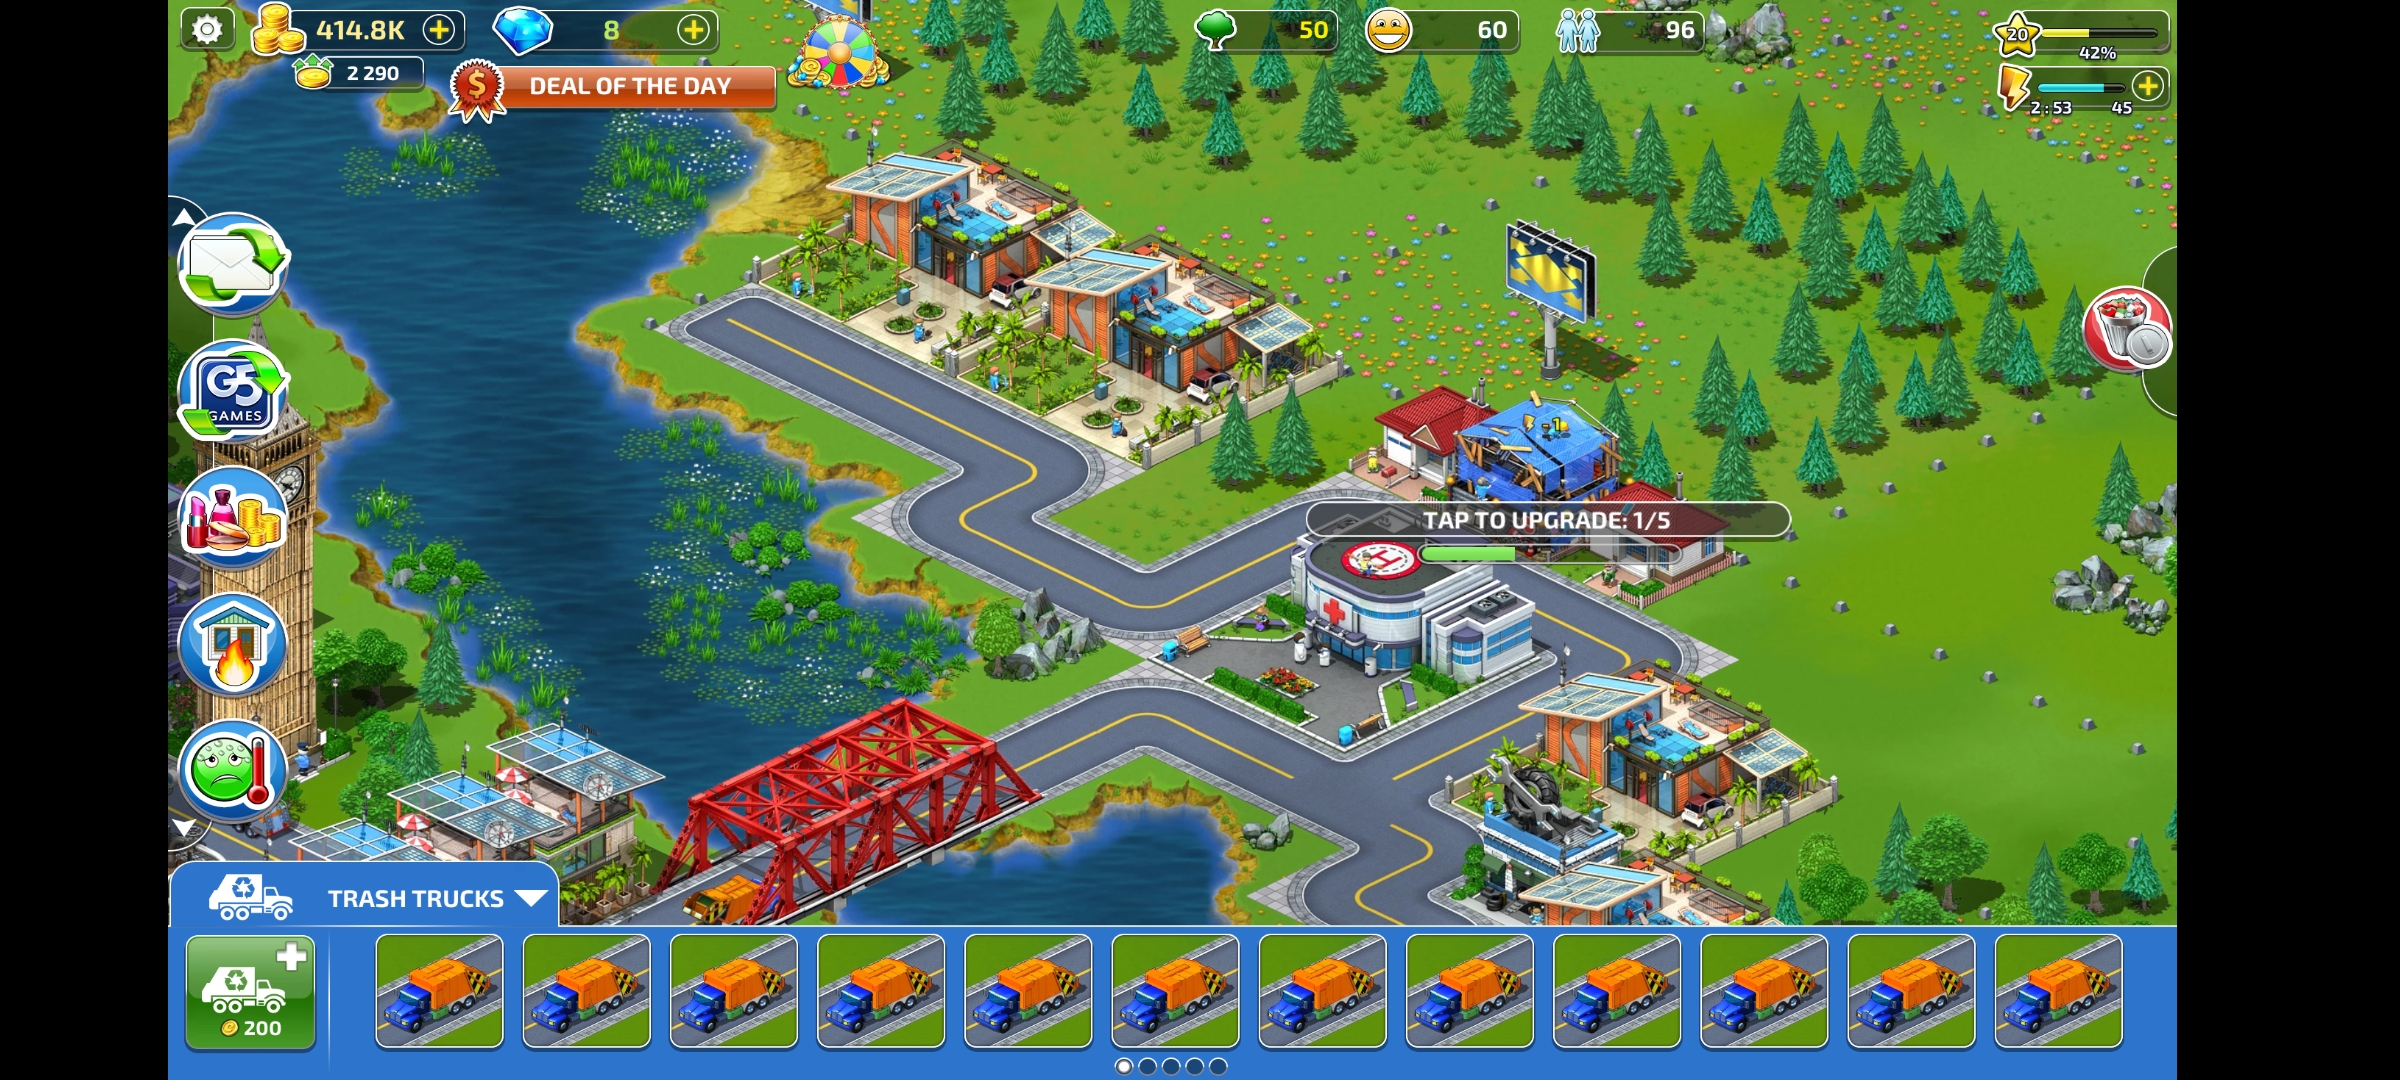 414.8K
8
50
60
96
20
42%
2 290
DEAL OF THE DAY
2:53
45
G5
GAMES
-1
TAP TO UPGRADE: 1/5
H
TRASH TRUCKS
200